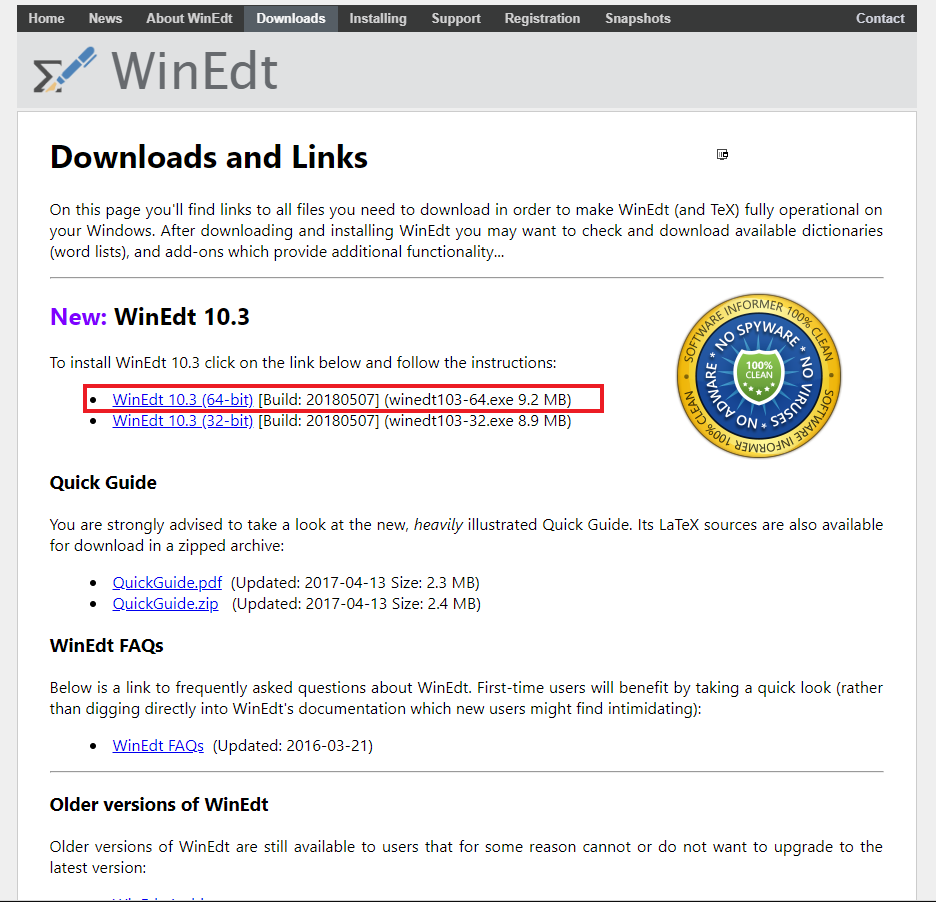 Home News About WinEdt Downloads Installing Support Registration Snapshots Contact
WinEdt
Downloads and Links
On this page you'll find links to all files you need to download in order to make WinEdt (and TeX) fully operational on
your Windows. After downloading and installing WinEdt you may want to check and download available dictionaries
(word lists), and add-ons which provide additional functionality...
New: WinEdt 10.3
To install WinEdt 10.3 click on the link below and follow the instructions:
• WinEdt 10.3 (64-bit) [Build: 20180507] (winedt103-64.exe 9.2 MB)
• WinEdt 10.3 (32-bit) [Build: 20180507] (winedt103-32.exe 8.9 MB)
SOFTWARE INFORMER 100% CLEAN
SOFTWARE INFORMER 100% CLEAN
* NO SPYWARE * NO VIRUSES * NO ADWARE
100%
CLEAN
Quick Guide
You are strongly advised to take a look at the new, heavily illustrated Quick Guide. Its LaTeX sources are also available
for download in a zipped archive:
• QuickGuide.pdf (Updated: 2017-04-13 Size: 2.3 MB)
• QuickGuide.zip (Updated: 2017-04-13 Size: 2.4 MB)
WinEdt FAQs
Below is a link to frequently asked questions about WinEdt. First-time users will benefit by taking a quick look (rather
than digging directly into WinEdt's documentation which new users might find intimidating):
• WinEdt FAQs (Updated: 2016-03-21)
Older versions of WinEdt
Older versions of WinEdt are still available to users that for some reason cannot or do not want to upgrade to the
latest version: